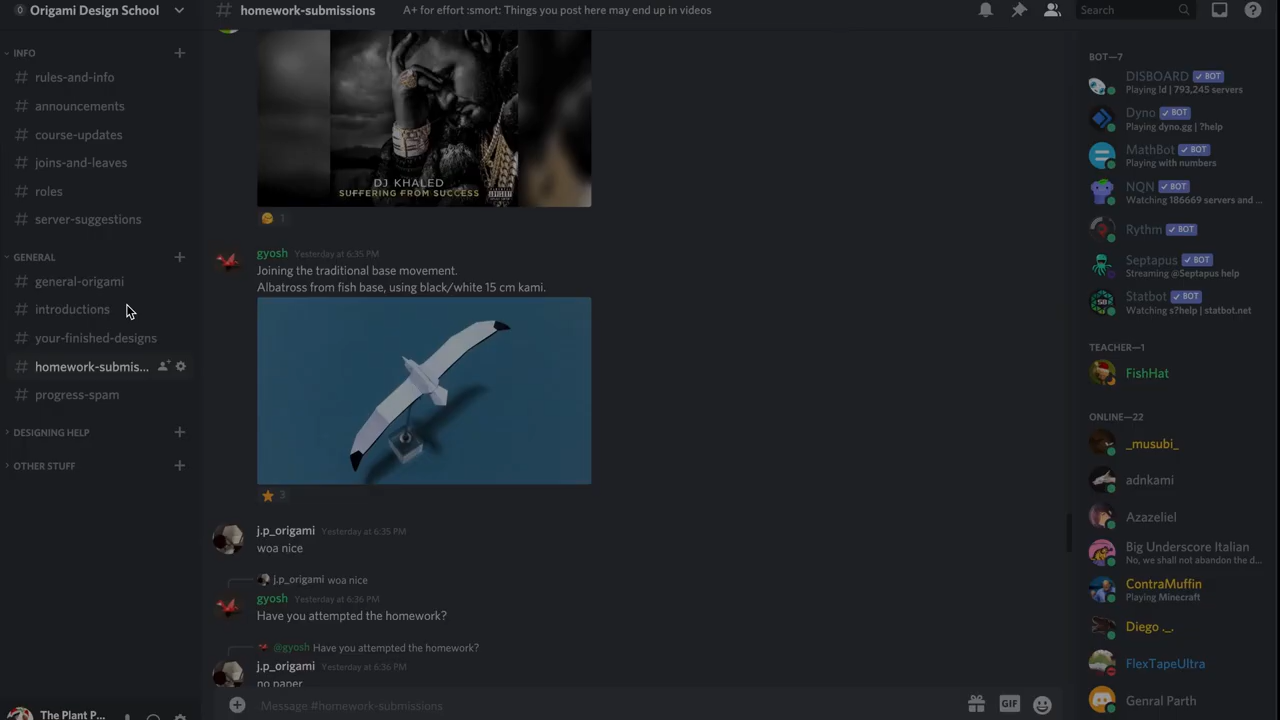 Origami Design School
homework-submissions
A+ for effort :smort: Things you post here may end up in videos
Search
INFO
rules-and-info
announcements
course-updates
joins-and-leaves
roles
server-suggestions
GENERAL
general-origami
introductions
your-finished-designs
homework-submis...
progress-spam
DESIGNING HELP
OTHER STUFF
The Plant P...
DJ KHALED
SUFFERING FROM SUCCESS
1
gyosh Yesterday at 6:35 PM
Joining the traditional base movement.
Albatross from fish base, using black/white 15 cm kami.
3
j.p_origami Yesterday at 6:35 PM
woa nice
j.p_origami woa nice
gyosh Yesterday at 6:36 PM
Have you attempted the homework?
@gyosh Have you attempted the homework?
j.p_origami Yesterday at 6:36 PM
no paper
Message #homework-submissions
GIF
BOT—7
DISBOARD BOT
Playing !d | 793,245 servers
Dyno BOT
Playing dyno.gg | ?help
MathBot BOT
Playing with numbers
NQN BOT
Watching 186669 servers and ...
Rythm BOT
Septapus BOT
Streaming @Septapus help
Statbot BOT
Watching s?help | statbot.net
TEACHER—1
FishHat
ONLINE—22
_musubi_
adnkami
Azazeliel
Big Underscore Italian
No, we shall not abandon the d...
ContraMuffin
Playing Minecraft
Diego ._.
FlexTapeUltra
Genral Parth